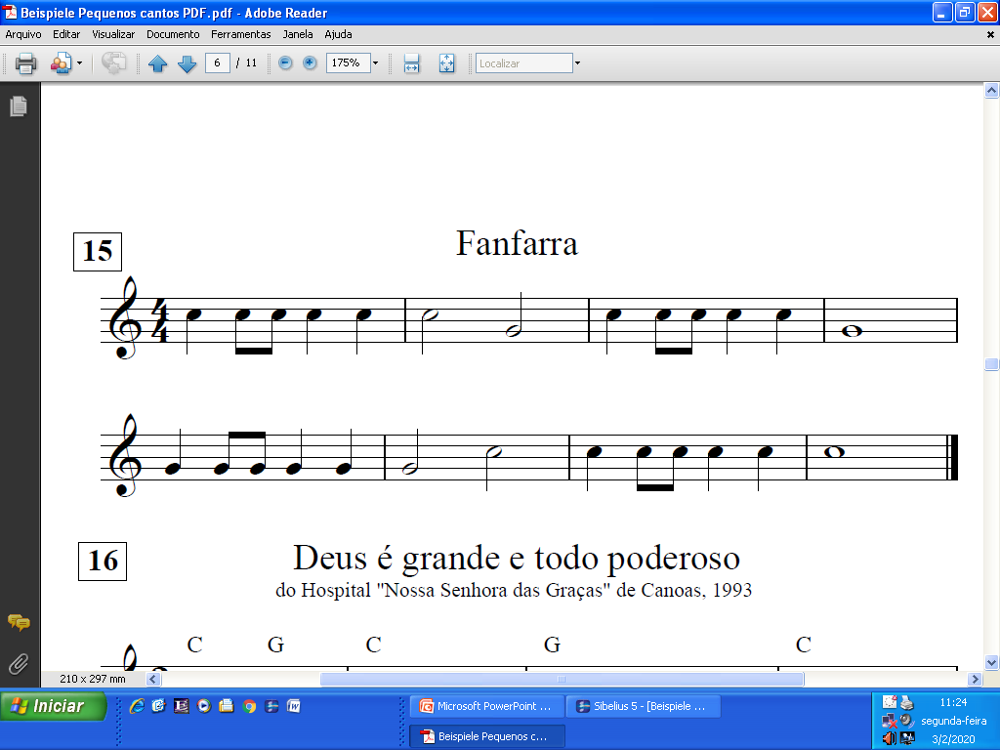 Beispiele Pequenos cantos PDF.pdf - Adobe Reader
Arquivo Editar Visualizar Documento Ferramentas Janela Ajuda
6 / 11 175% Localizar
15 Fanfarra
4
4
16 Deus é grande e todo poderoso
do Hospital "Nossa Senhora das Graças" de Canoas, 1993
C G C G C
210 x 297 mm
Iniciar
Microsoft PowerPoint ...
Sibelius 5 - [Beispiele ...
Beispiele Pequenos c...
11:24
segunda-feira
3/2/2020